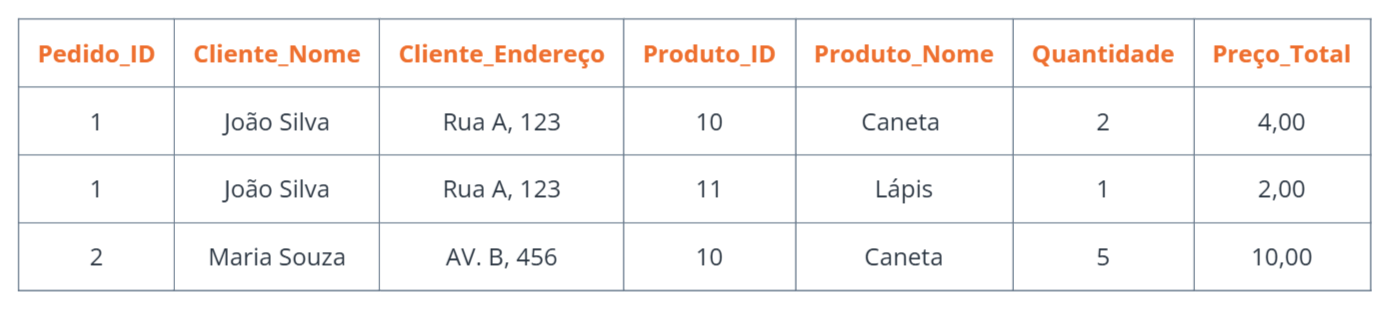 Pedido_ID Cliente_Nome Cliente_Endereço Produto_ID Produto_Nome Quantidade Preço_Total
1 João Silva Rua A, 123 10 Caneta 2 4,00
1 João Silva Rua A, 123 11 Lápis 1 2,00
2 Maria Souza AV. B, 456 10 Caneta 5 10,00